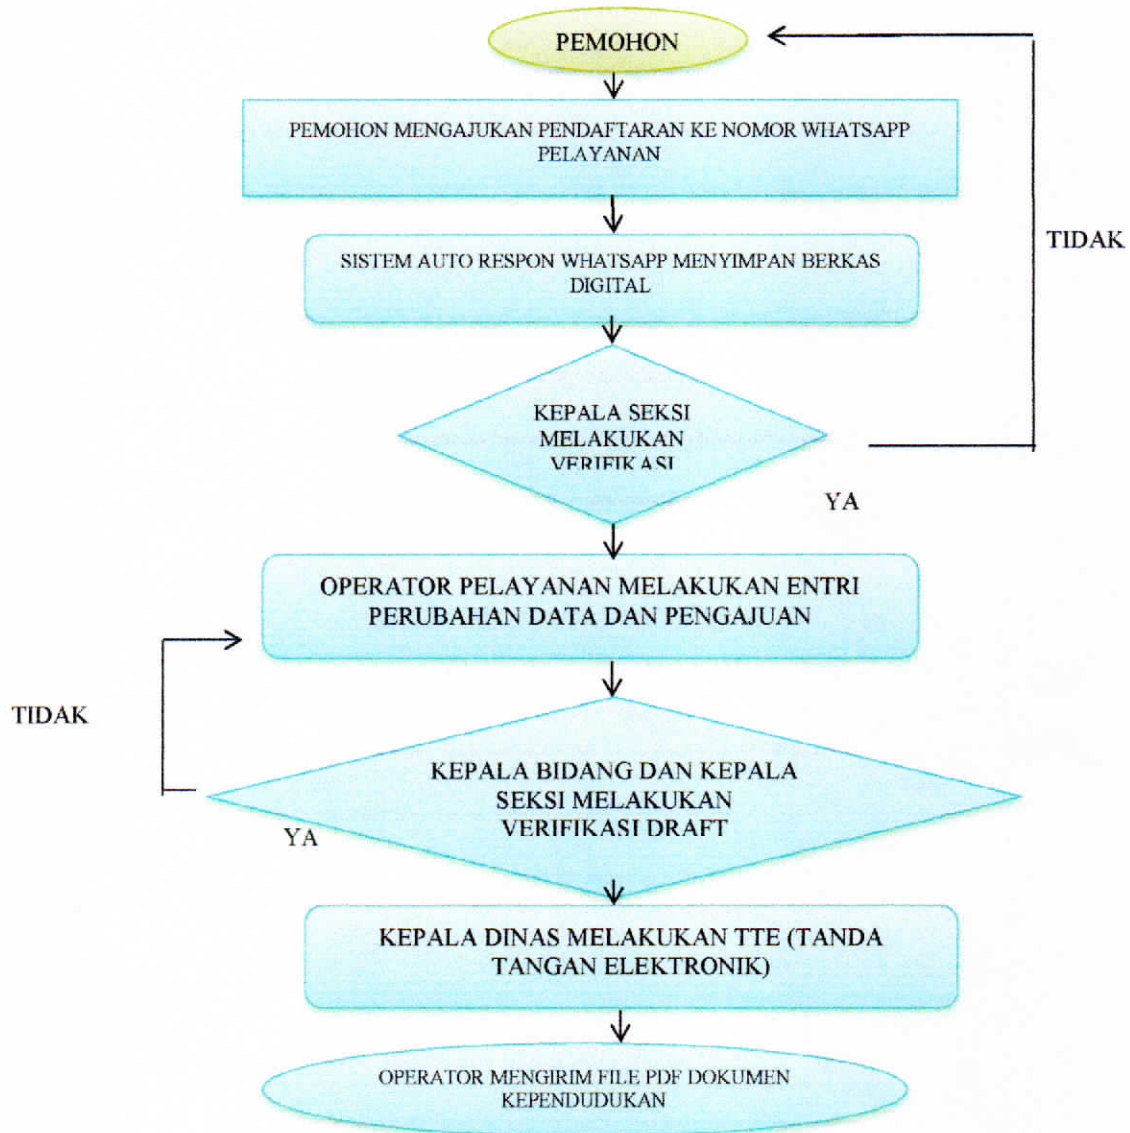 PEMOHON
PEMOHON MENGAJUKAN PENDAFTARAN KE NOMOR WHATSAPP
PELAYANAN
TIDAK
SISTEM AUTO RESPON WHATSAPP MENYIMPAN BERKAS
DIGITAL
KEPALA SEKSI
MELAKUKAN
VERIFIKASI
YA
OPERATOR PELAYANAN MELAKUKAN ENTRI
PERUBAHAN DATA DAN PENGAJUAN
TIDAK
KEPALA BIDANG DAN KEPALA
SEKSI MELAKUKAN
VERIFIKASI DRAFT
YA
KEPALA DINAS MELAKUKAN TTE (TANDA
TANGAN ELEKTRONIK)
OPERATOR MENGIRIM FILE PDF DOKUMEN
KEPENDUDUKAN